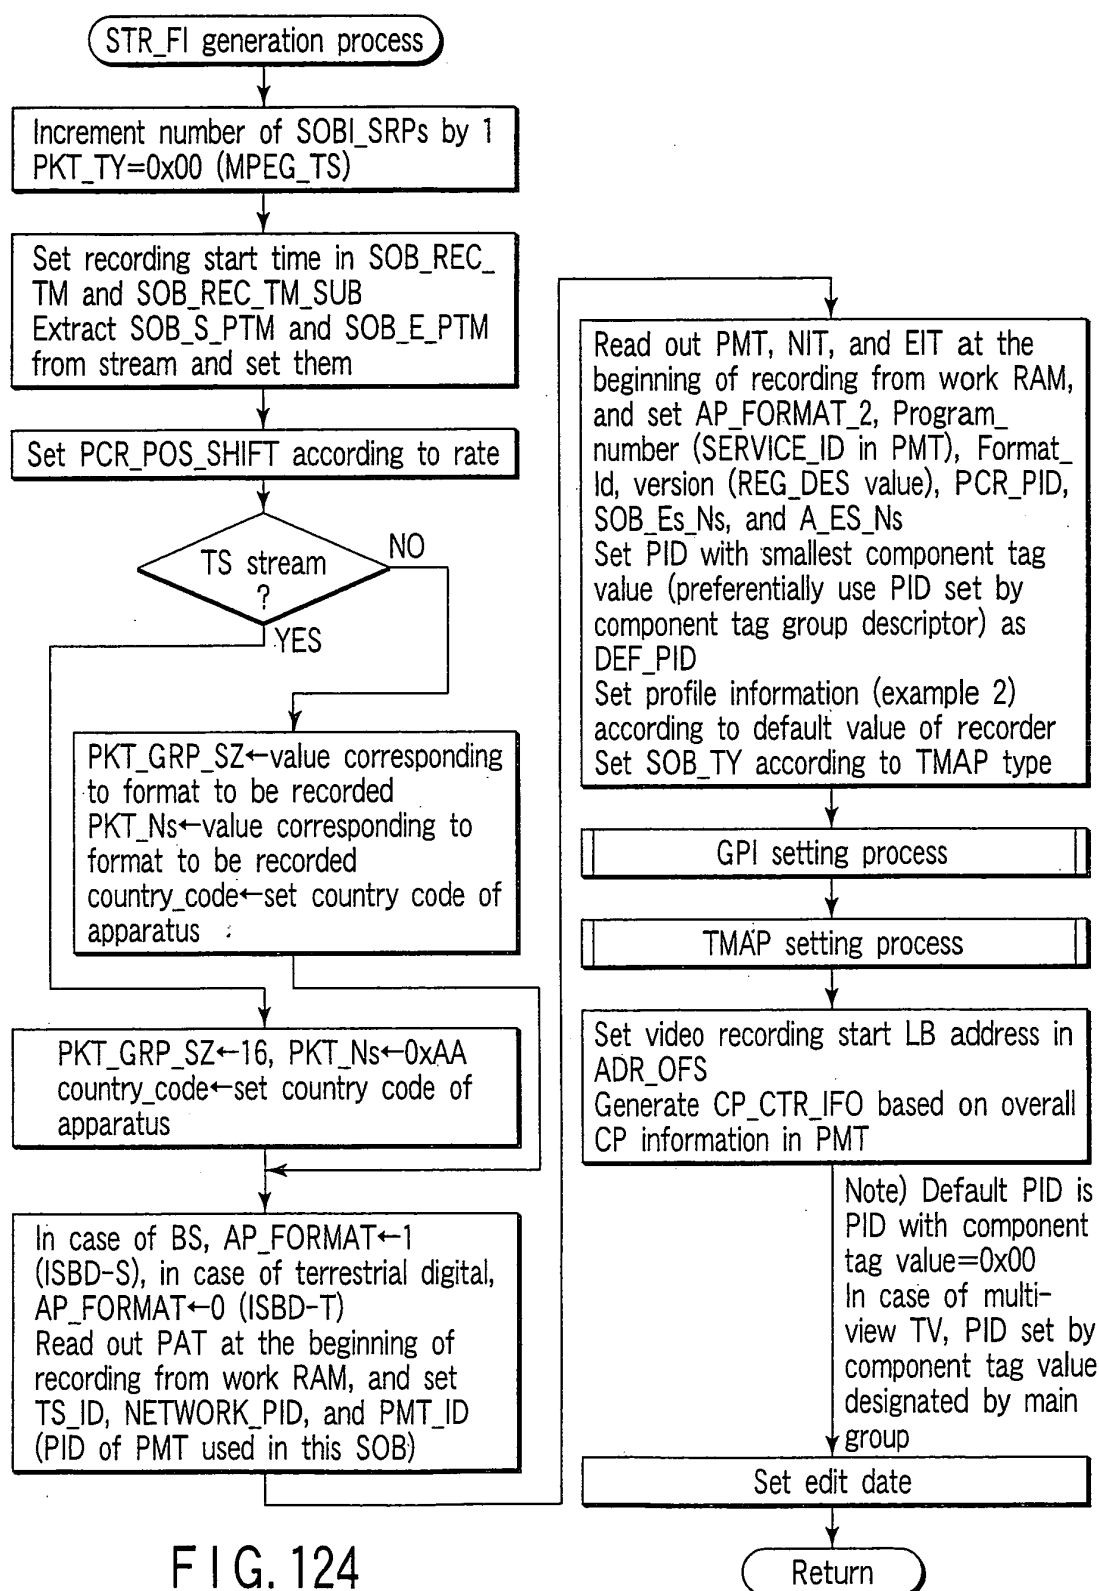 STR_FI generation process
Increment number of SOBI_SRPs by 1
PKT_TY=0x00 (MPEG_TS)
Set recording start time in SOB_REC_
TM and SOB_REC_TM_SUB
Extract SOB_S_PTM and SOB_E_PTM
from stream and set them
Set PCR_POS_SHIFT according to rate
TS stream
?
NO
YES
PKT_GRP_SZ←value corresponding
to format to be recorded
PKT_Ns←value corresponding to
format to be recorded
country_code←set country code of
apparatus
PKT_GRP_SZ←16, PKT_Ns←0xAA
country_code←set country code of
apparatus
In case of BS, AP_FORMAT←1
(ISBD-S), in case of terrestrial digital,
AP_FORMAT←0 (ISBD-T)
Read out PAT at the beginning of
recording from work RAM, and set
TS_ID, NETWORK_PID, and PMT_ID
(PID of PMT used in this SOB)
Read out PMT, NIT, and EIT at the
beginning of recording from work RAM,
and set AP_FORMAT_2, Program_
number (SERVICE_ID in PMT), Format_
Id, version (REG_DES value), PCR_PID,
SOB_Es_Ns, and A_ES_Ns
Set PID with smallest component tag
value (preferentially use PID set by
component tag group descriptor) as
DEF_PID
Set profile information (example 2)
according to default value of recorder
Set SOB_TY according to TMAP type
GPI setting process
TMAP setting process
Set video recording start LB address in
ADR_OFS
Generate CP_CTR_IFO based on overall
CP information in PMT
Note) Default PID is
PID with component
tag value=0x00
In case of multi-
view TV, PID set by
component tag value
designated by main
group
Set edit date
Return
FIG. 124